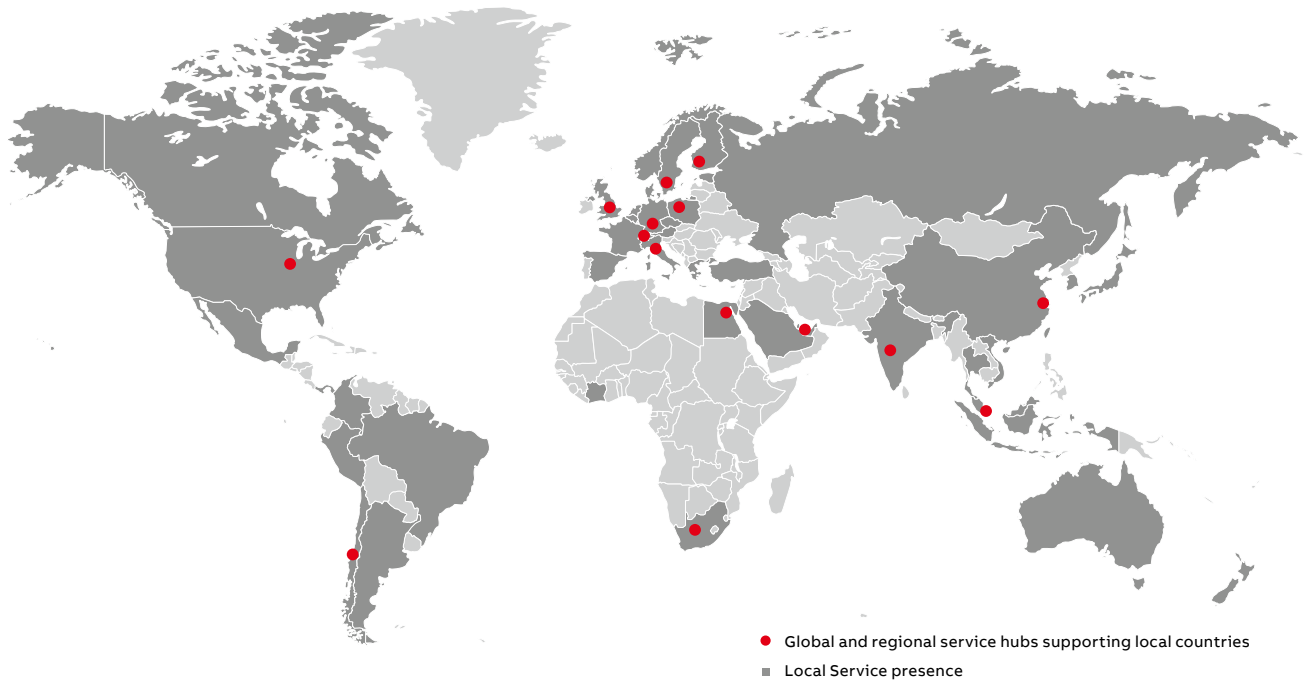 Global and regional service hubs supporting local countries
Local Service presence